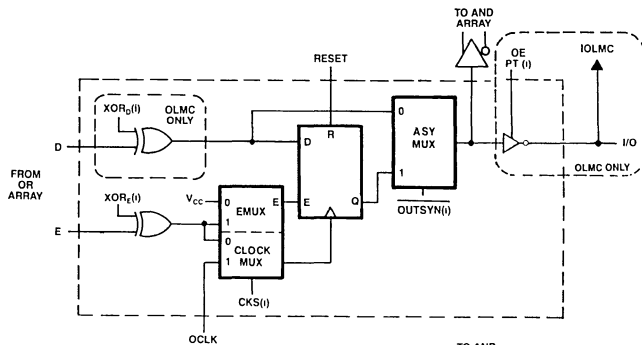 TO AND
ARRAY
RESET
OE
PT (I)
IOLMC
XOR_D(I)
OLMC
ONLY
D
R
D
0
ASY
MUX
1
I/O
OLMC ONLY
FROM
OR
ARRAY
XOR_E(I)
V_CC
0
EMUX
E
E
Q
1
0
CLOCK
MUX
1
OUTSYN(I)
E
CKS(I)
OCLK
TO AND